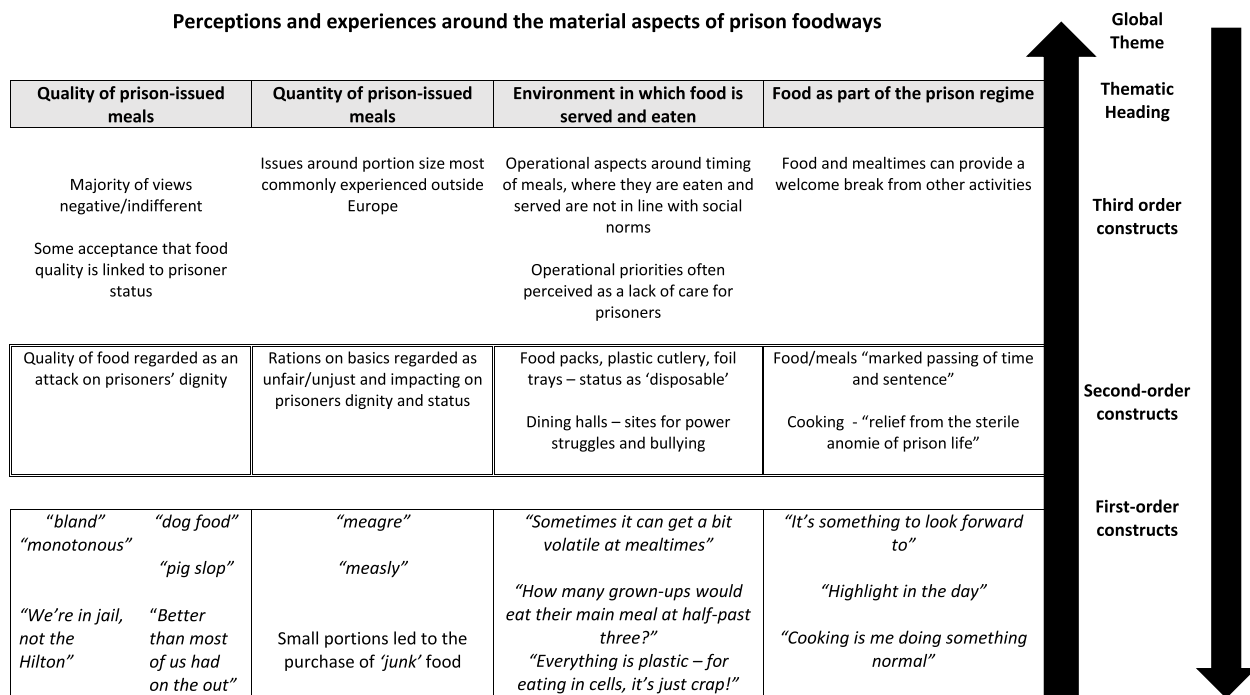 Perceptions and experiences around the material aspects of prison foodways
Global
Theme
Quality of prison-issued
meals
Quantity of prison-issued
meals
Environment in which food is
served and eaten
Food as part of the prison regime
Thematic
Heading
Majority of views
negative/indifferent
Some acceptance that food
quality is linked to prisoner
status
Issues around portion size most
commonly experienced outside
Europe
Operational aspects around timing
of meals, where they are eaten and
served are not in line with social
norms
Operational priorities often
perceived as a lack of care for
prisoners
Food and mealtimes can provide a
welcome break from other activities
Third order
constructs
Quality of food regarded as an
attack on prisoners’ dignity
Rations on basics regarded as
unfair/unjust and impacting on
prisoners dignity and status
Food packs, plastic cutlery, foil
trays – status as ‘disposable’
Dining halls – sites for power
struggles and bullying
Food/meals “marked passing of time
and sentence”
Cooking - “relief from the sterile
anomie of prison life”
Second-order
constructs
“bland”
“monotonous”
“dog food”
“pig slop”
“We’re in jail,
not the
Hilton”
“Better
than most
of us had
on the out”
“meagre”
“measly”
Small portions led to the
purchase of ‘junk’ food
“Sometimes it can get a bit
volatile at mealtimes”
“How many grown-ups would
eat their main meal at half-past
three?”
“Everything is plastic – for
eating in cells, it’s just crap!”
“It’s something to look forward
to”
“Highlight in the day”
“Cooking is me doing something
normal”
First-order
constructs